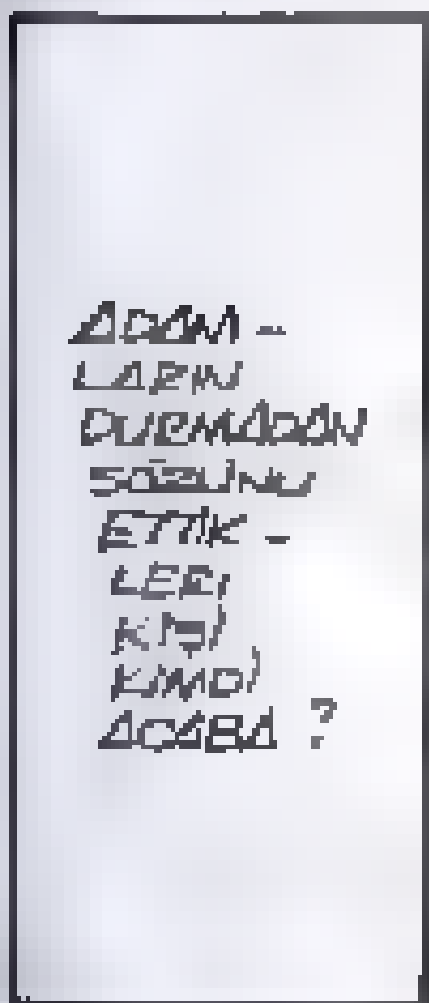 ADAM-
LARIN
DURMADAN
SÖZÜNÜ
ETTİK-
LERİ
KİŞİ
KİMDİ
ACABA ?